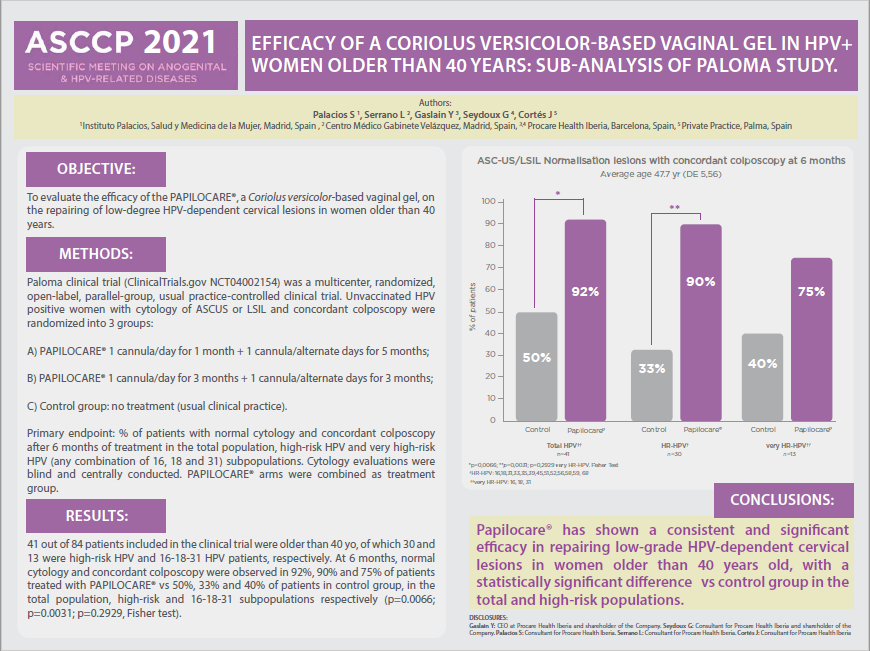 ASCCP 2021
SCIENTIFIC MEETING ON ANOGENITAL
& HPV-RELATED DISEASES
EFFICACY OF A CORIOLUS VERSICOLOR-BASED VAGINAL GEL IN HPV+
WOMEN OLDER THAN 40 YEARS: SUB-ANALYSIS OF PALOMA STUDY.
Authors:
Palacios S ¹, Serrano L ², Gaslain Y ³, Seydoux G ⁴, Cortés J ⁵
¹Instituto Palacios, Salud y Medicina de la Mujer, Madrid, Spain , ² Centro Médico Gabinete Velázquez, Madrid, Spain, ³,⁴ Procare Health Iberia, Barcelona, Spain, ⁵ Private Practice, Palma, Spain
OBJECTIVE:
To evaluate the efficacy of the PAPILOCARE®, a Coriolus versicolor-based vaginal gel, on
the repairing of low-degree HPV-dependent cervical lesions in women older than 40
years.
METHODS:
Paloma clinical trial (ClinicalTrials.gov NCT04002154) was a multicenter, randomized,
open-label, parallel-group, usual practice-controlled clinical trial. Unvaccinated HPV
positive women with cytology of ASCUS or LSIL and concordant colposcopy were
randomized into 3 groups:
A) PAPILOCARE® 1 cannula/day for 1 month + 1 cannula/alternate days for 5 months;
B) PAPILOCARE® 1 cannula/day for 3 months + 1 cannula/alternate days for 3 months;
C) Control group: no treatment (usual clinical practice).
Primary endpoint: % of patients with normal cytology and concordant colposcopy
after 6 months of treatment in the total population, high-risk HPV and very high-risk
HPV (any combination of 16, 18 and 31) subpopulations. Cytology evaluations were
blind and centrally conducted. PAPILOCARE® arms were combined as treatment
group.
RESULTS:
41 out of 84 patients included in the clinical trial were older than 40 yo, of which 30 and
13 were high-risk HPV and 16-18-31 HPV patients, respectively. At 6 months, normal
cytology and concordant colposcopy were observed in 92%, 90% and 75% of patients
treated with PAPILOCARE® vs 50%, 33% and 40% of patients in control group, in the
total population, high-risk and 16-18-31 subpopulations respectively (p=0.0066;
p=0.0031; p=0.2929, Fisher test).
ASC-US/LSIL Normalisation lesions with concordant colposcopy at 6 months
Average age 47.7 yr (DE 5,56)
% of patients
100
90
80
70
60
50
40
30
20
10
0
*
**
50%
92%
33%
90%
40%
75%
Control Papilocare® Control Papilocare® Control Papilocare®
Total HPV†† HR-HPV† very HR-HPV††
n=41 n=30 n=13
*p=0,0066; **p=0,0031; p=0,2929 very HR-HPV. Fisher Test
†HR-HPV: 16,18,31,33,35,39,45,51,52,56,58,59, 68
††very HR-HPV: 16, 18, 31
CONCLUSIONS:
Papilocare® has shown a consistent and significant
efficacy in repairing low-grade HPV-dependent cervical
lesions in women older than 40 years old, with a
statistically significant difference vs control group in the
total and high-risk populations.
DISCLOSURES:
Gaslain Y: CEO at Procare Health Iberia and shareholder of the Company. Seydoux G: Consultant for Procare Health Iberia and shareholder of the
Company. Palacios S: Consultant for Procare Health Iberia. Serrano L: Consultant for Procare Health Iberia. Cortés J: Consultant for Procare Health Iberia